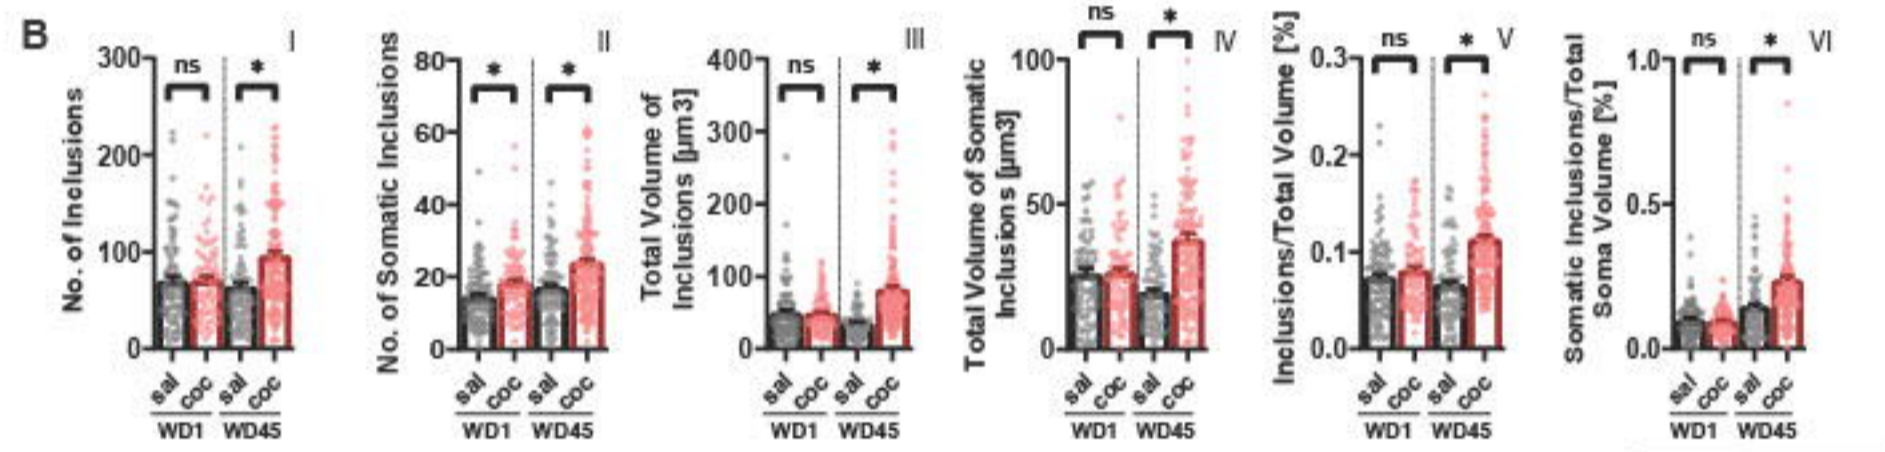 B
No. of Inclusions
300
200
100
0
ns
*
I
sal
coc
sal
coc
WD1
WD45
No. of Somatic Inclusions
80
60
40
20
0
*
*
II
sal
coc
sal
coc
WD1
WD45
Total Volume of
Inclusions [µm3]
400
300
200
100
0
ns
*
III
sal
coc
sal
coc
WD1
WD45
Total Volume of Somatic
Inclusions [µm3]
100
50
0
ns
*
IV
sal
coc
sal
coc
WD1
WD45
Inclusions/Total Volume [%]
0.3
0.2
0.1
0.0
ns
*
V
sal
coc
sal
coc
WD1
WD45
Somatic Inclusions/Total
Soma Volume [%]
1.0
0.5
0.0
ns
*
VI
sal
coc
sal
coc
WD1
WD45